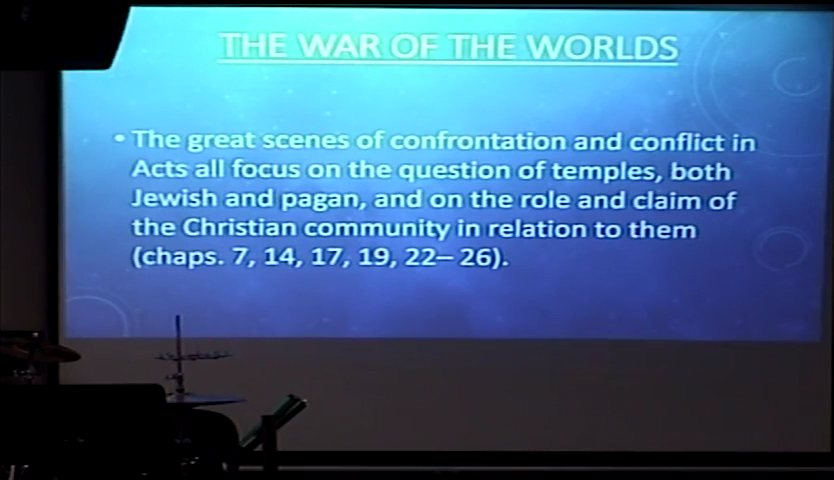 THE WAR OF THE WORLDS
• The great scenes of confrontation and conflict in
Acts all focus on the question of temples, both
Jewish and pagan, and on the role and claim of
the Christian community in relation to them
(chaps. 7, 14, 17, 19, 22– 26).